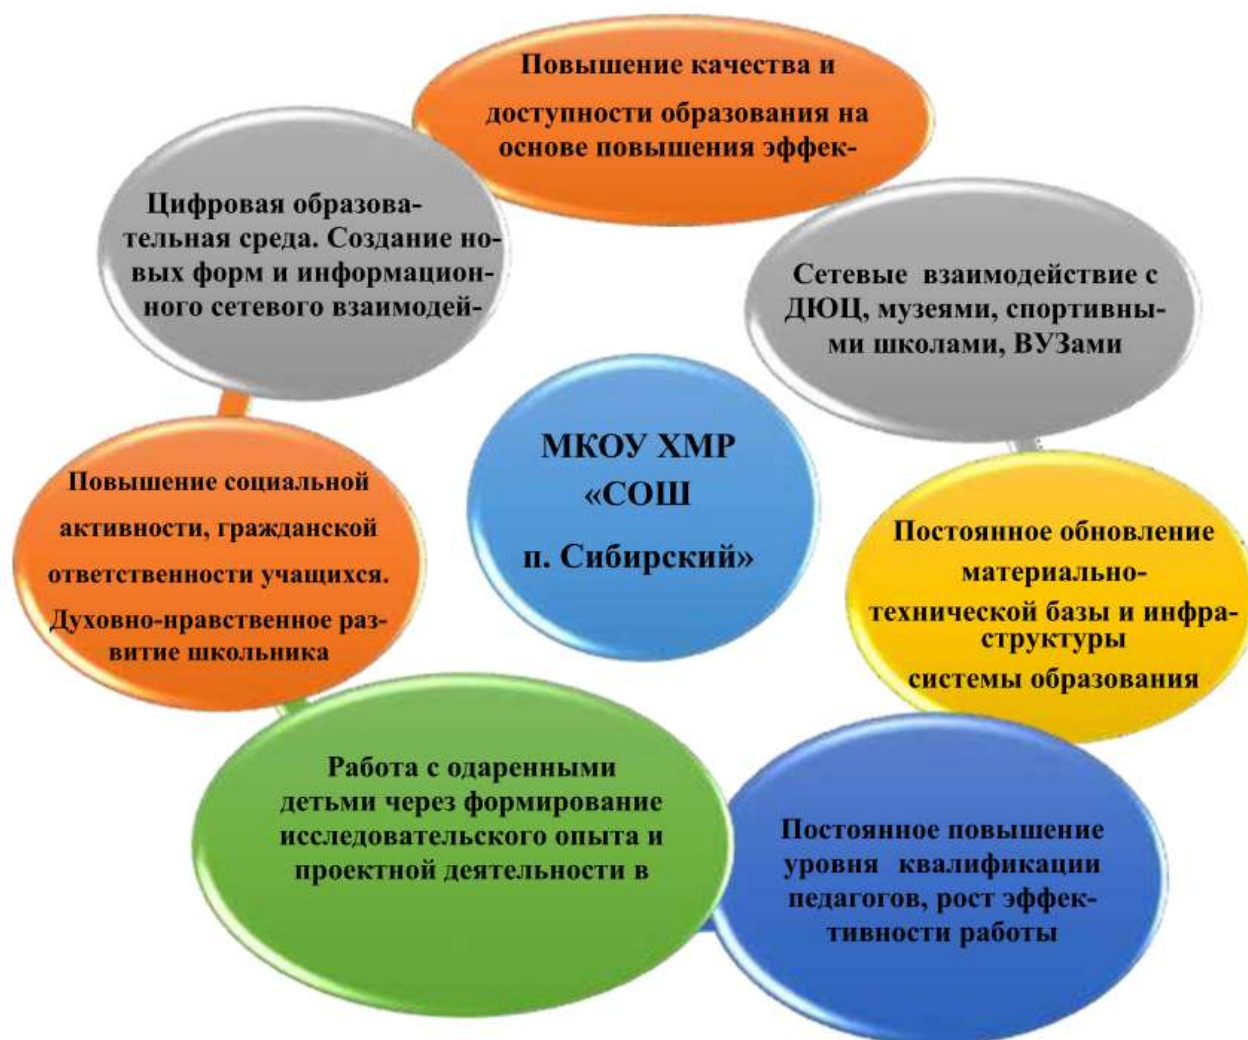 Повышение качества и
доступности образования на
основе повышения эффек-
Цифровая образова-
тельная среда. Создание но-
вых форм и информацион-
ного сетевого взаимодей-
Сетевые взаимодействие с
ДЮЦ, музеями, спортивны-
ми школами, ВУЗами
МКОУ ХМР
«СОШ
п. Сибирский»
Повышение социальной
активности, гражданской
ответственности учащихся.
Духовно-нравственное раз-
витие школьника
Постоянное обновление
материально-
технической базы и инфра-
структуры
системы образования
Работа с одаренными
детьми через формирование
исследовательского опыта и
проектной деятельности в
Постоянное повышение
уровня квалификации
педагогов, рост эффек-
тивности работы